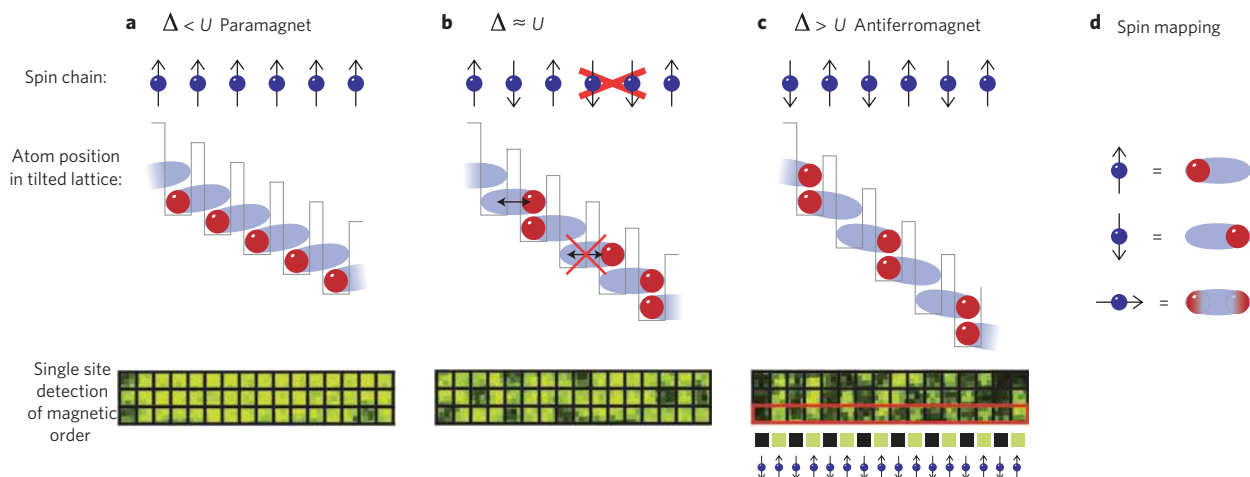 a Δ < U Paramagnet
b Δ ≈ U
c Δ > U Antiferromagnet
d Spin mapping
Spin chain:
Atom position
in tilted lattice:
=
=
=
Single site
detection
of magnetic
order